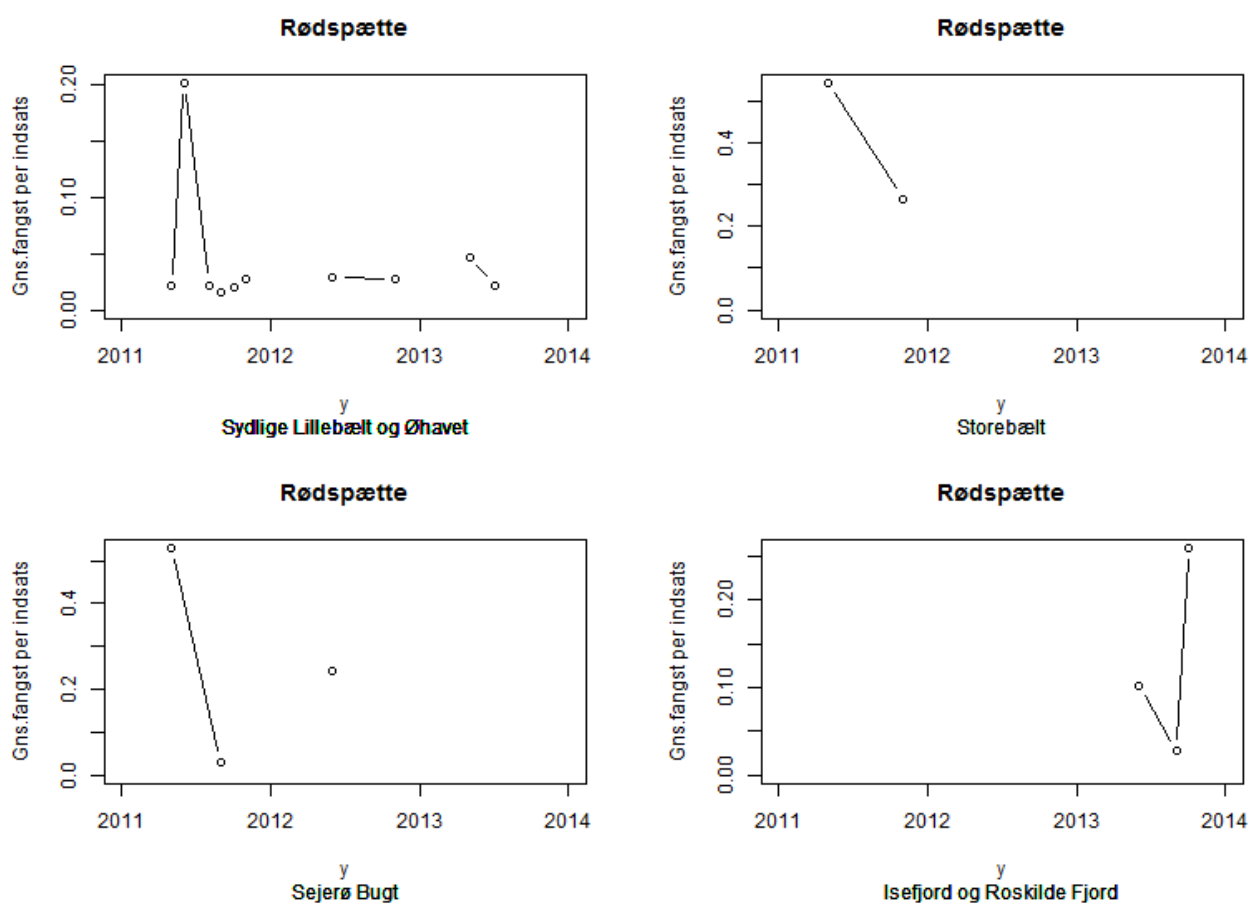 Rødspætte
Gns.fangst per indsats
0.20
0.10
0.00
2011 2012 2013 2014
y
Sydlige Lillebælt og Øhavet
Rødspætte
Gns.fangst per indsats
0.4
0.2
0.0
2011 2012 2013 2014
y
Storebælt
Rødspætte
Gns.fangst per indsats
0.4
0.2
0.0
2011 2012 2013 2014
y
Sejerø Bugt
Rødspætte
Gns.fangst per indsats
0.20
0.10
0.00
2011 2012 2013 2014
y
Isefjord og Roskilde Fjord